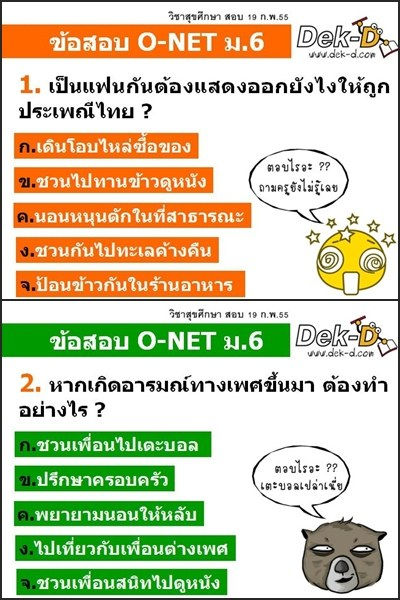 วิชาสุขศึกษา สอบ 19 ก.พ.55
ข้อสอบ O-NET ม.6
Dek-D
www.dek-d.com
1. เป็นแฟนกันต้องแสดงออกยังไงให้ถูก
ประเพณีไทย ?
ก.เดินโอบไหล่ซื้อของ
ข.ชวนไปทานข้าวดูหนัง
ค.นอนหนุนตักในที่สาธารณะ
ง.ชวนกันไปทะเลค้างคืน
จ.ป้อนข้าวกันในร้านอาหาร
ตอบไรอะ ??
ถามครูยังไม่รู้เลย
วิชาสุขศึกษา สอบ 19 ก.พ.55
ข้อสอบ O-NET ม.6
Dek-D
www.dek-d.com
2. หากเกิดอารมณ์ทางเพศขึ้นมา ต้องทำ
อย่างไร ?
ก.ชวนเพื่อนไปเตะบอล
ข.ปรึกษาครอบครัว
ค.พยายามนอนให้หลับ
ง.ไปเที่ยวกับเพื่อนต่างเพศ
จ.ชวนเพื่อนสนิทไปดูหนัง
ตอบไรอะ ??
เตะบอลเปล่าเนี่ย